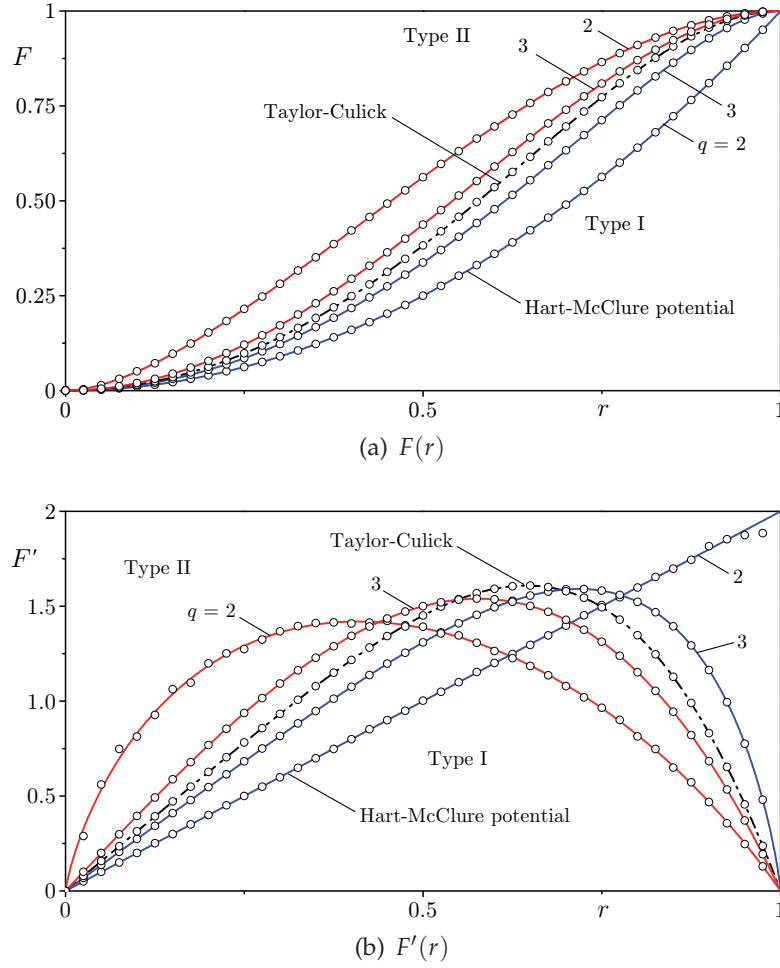 1
F
Type II
2
3
0.75
Taylor-Culick
3
q = 2
0.50
Type I
0.25
Hart-McClure potential
0
0
0.5
r
1
(a) F(r)
2
F′
Type II
Taylor-Culick
2
3
q = 2
1.5
3
1.0
Type I
0.5
Hart-McClure potential
0
0
0.5
r
1
(b) F′(r)